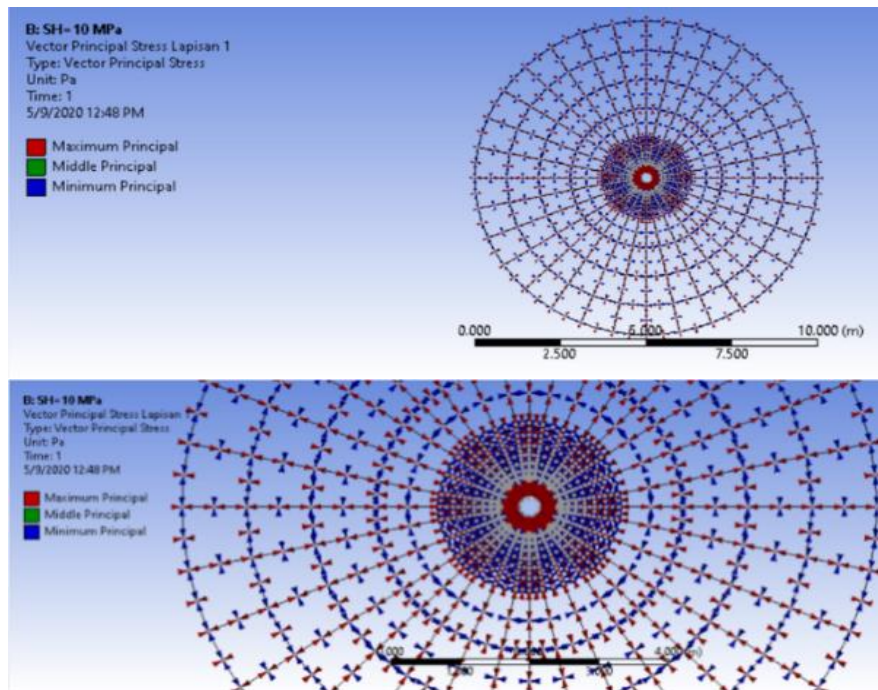 B: SH=10 MPa
Vector Principal Stress Lapisan 1
Type: Vector Principal Stress
Unit: Pa
Time: 1
5/9/2020 12:48 PM
Maximum Principal
Middle Principal
Minimum Principal
0.000 5.000 10.000 (m)
2.500 7.500
B: SH=10 MPa
Vector Principal Stress Lapisan 1
Type: Vector Principal Stress
Unit: Pa
Time: 1
5/9/2020 12:48 PM
Maximum Principal
Middle Principal
Minimum Principal
0.000 4.000 (m)